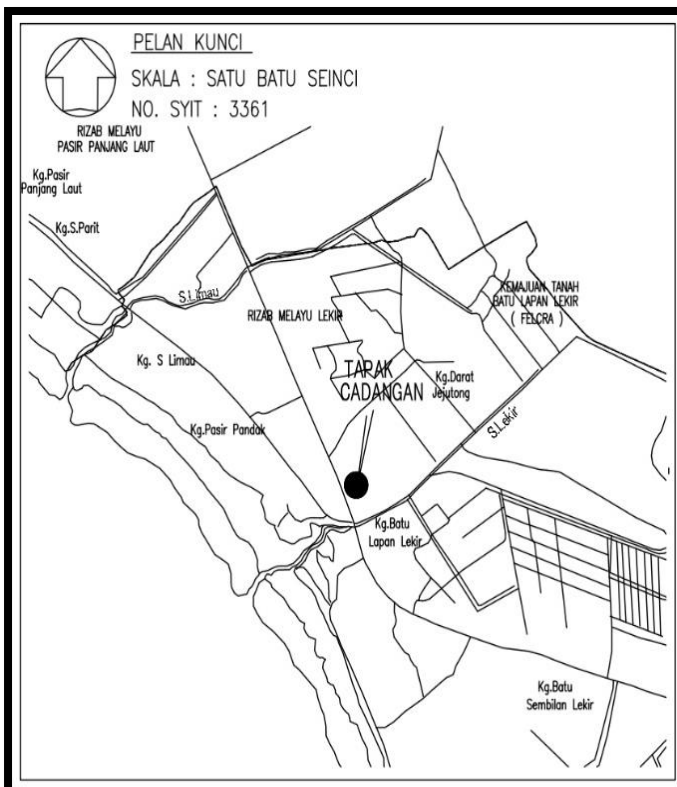 PELAN KUNCI
SKALA : SATU BATU SEINCI
NO. SYIT : 3361
RIZAB MELAYU
PASIR PANJANG LAUT
Kg.Pasir
Panjang Laut
Kg.S.Parit
S.Limau
RIZAB MELAYU LEKIR
KEMAJUAN TANAH
BATU LAPAN LEKIR
( FELCRA )
Kg. S Limau
TAPAK
CADANGAN
Kg.Darat
Jejutong
Kg.Pasir Pandak
S.Lekir
Kg.Batu
Lapan Lekir
Kg.Batu
Sembilan Lekir